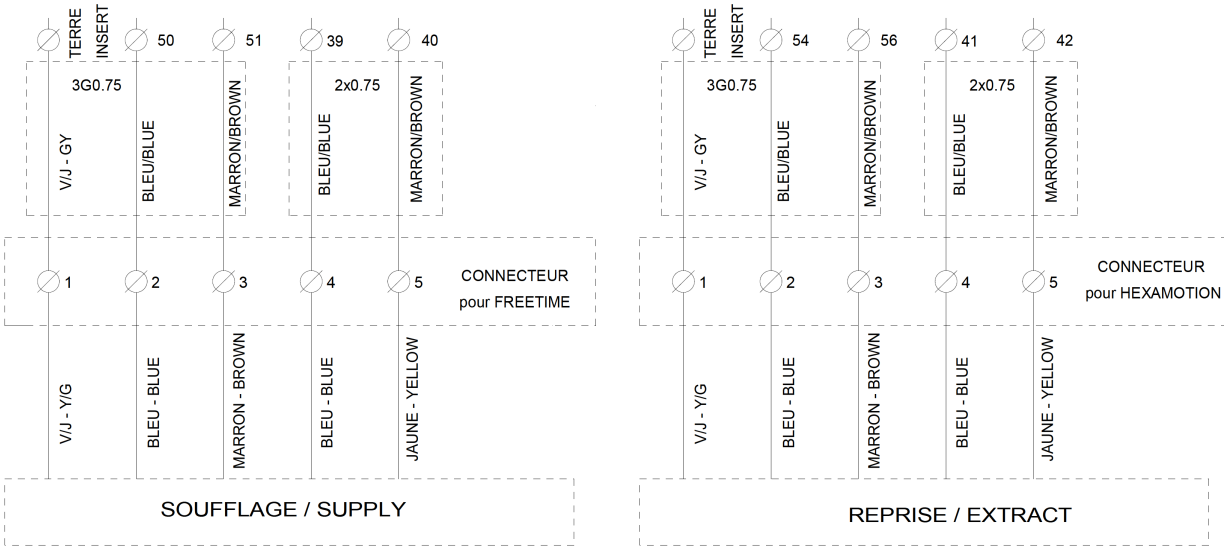 TERRE
INSERT
50
51
39
40
3G0.75
2x0.75
V/J - GY
BLEU/BLUE
MARRON/BROWN
BLEU/BLUE
MARRON/BROWN
1
2
3
4
5
CONNECTEUR
pour FREETIME
V/J - Y/G
BLEU - BLUE
MARRON - BROWN
BLEU - BLUE
JAUNE - YELLOW
SOUFFLAGE / SUPPLY
TERRE
INSERT
54
56
41
42
3G0.75
2x0.75
V/J - GY
BLEU/BLUE
MARRON/BROWN
BLEU/BLUE
MARRON/BROWN
1
2
3
4
5
CONNECTEUR
pour HEXAMOTION
V/J - Y/G
BLEU - BLUE
MARRON - BROWN
BLEU - BLUE
JAUNE - YELLOW
REPRISE / EXTRACT